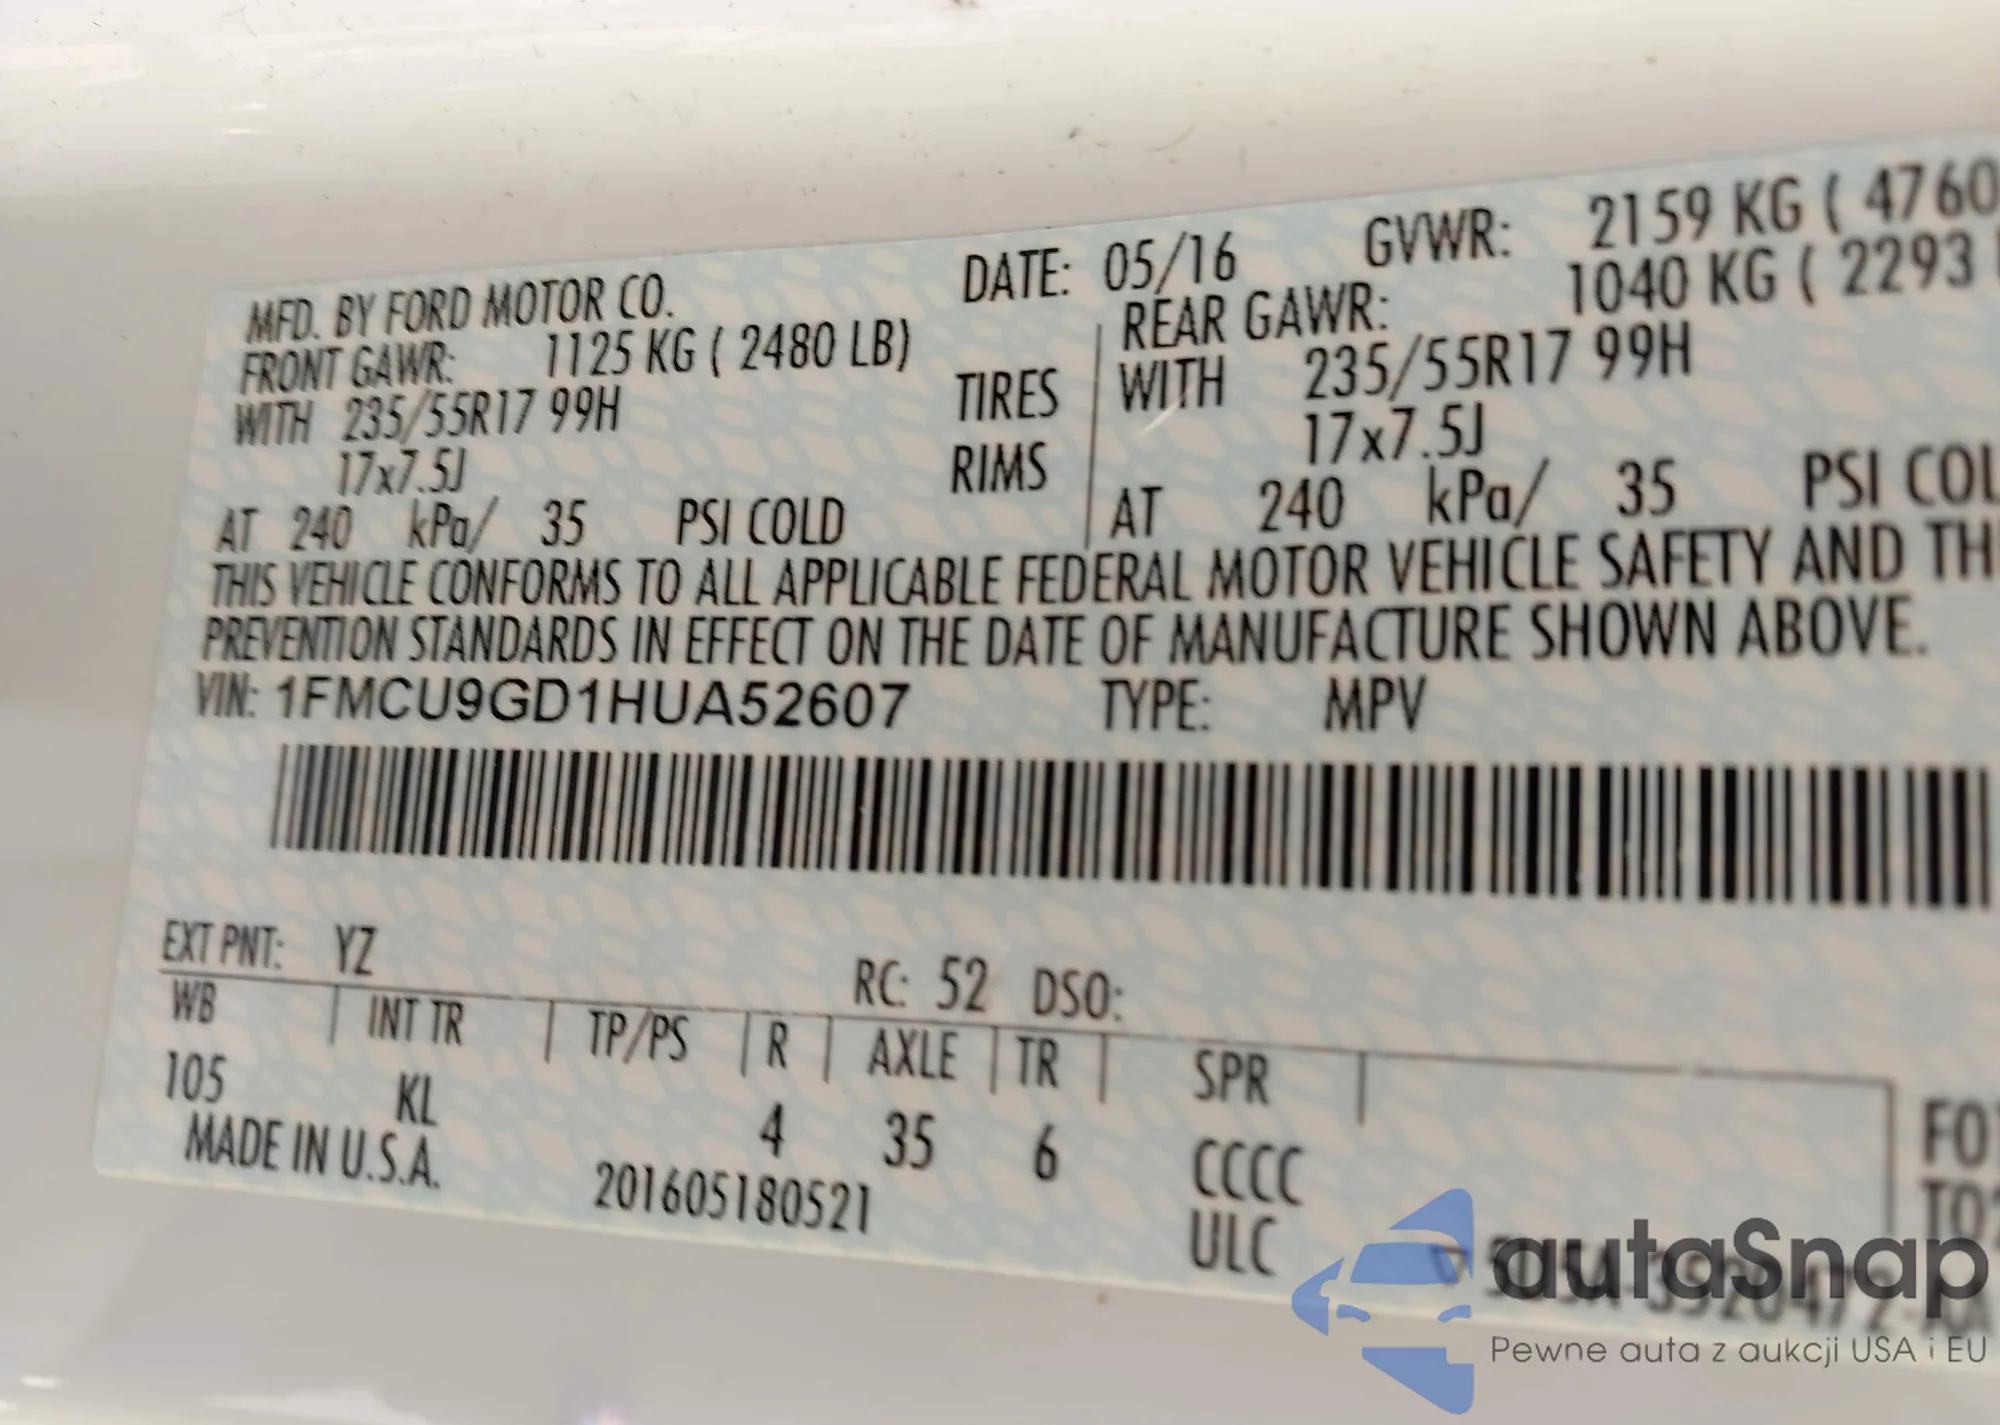 MFD. BY FORD MOTOR CO. DATE: 05/16 GVWR: 2159 KG ( 4760
FRONT GAWR: 1125 KG ( 2480 LB) REAR GAWR: 1040 KG ( 2293
WITH 235/55R17 99H TIRES WITH 235/55R17 99H
17x7.5J RIMS 17x7.5J
AT 240 kPa/ 35 PSI COLD AT 240 kPa/ 35 PSI COL
THIS VEHICLE CONFORMS TO ALL APPLICABLE FEDERAL MOTOR VEHICLE SAFETY AND TH
PREVENTION STANDARDS IN EFFECT ON THE DATE OF MANUFACTURE SHOWN ABOVE.
VIN: 1FMCU9GD1HUA52607 TYPE: MPV
EXT PNT: YZ RC: 52 DSO:
WB INT TR TP/PS R AXLE TR SPR
105 KL 4 35 6 CCCC
MADE IN U.S.A. 201605180521 ULC
F0
T0
autaSnap
Pewne auta z aukcji USA i EU